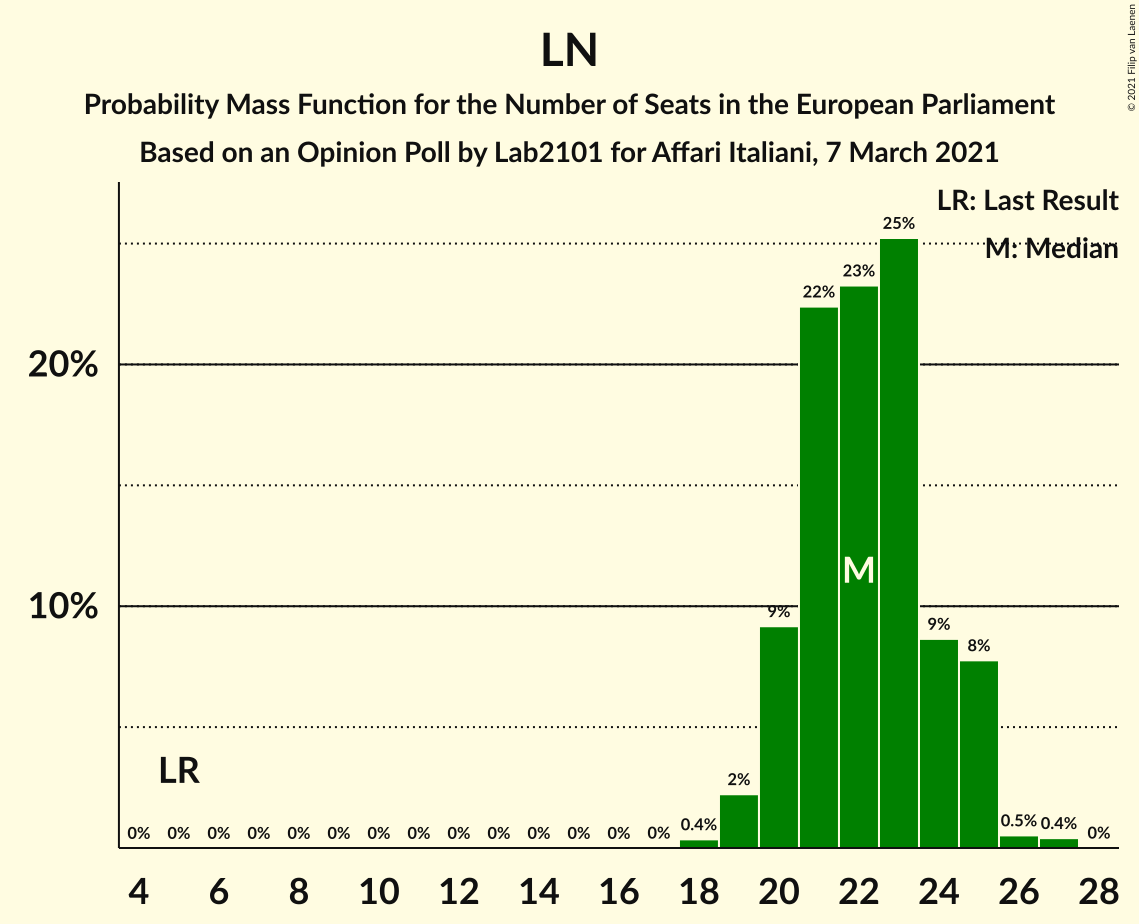 LN
Probability Mass Function for the Number of Seats in the European Parliament
Based on an Opinion Poll by Lab2101 for Affari Italiani, 7 March 2021
© 2021 Filip van Laenen
LR: Last Result
M: Median
25%
23%
22%
20%
M
10%
9%
9%
8%
LR
2%
0% 0% 0% 0% 0% 0% 0% 0% 0% 0% 0% 0% 0% 0% 0.4% 0.5% 0.4% 0%
4 6 8 10 12 14 16 18 20 22 24 26 28